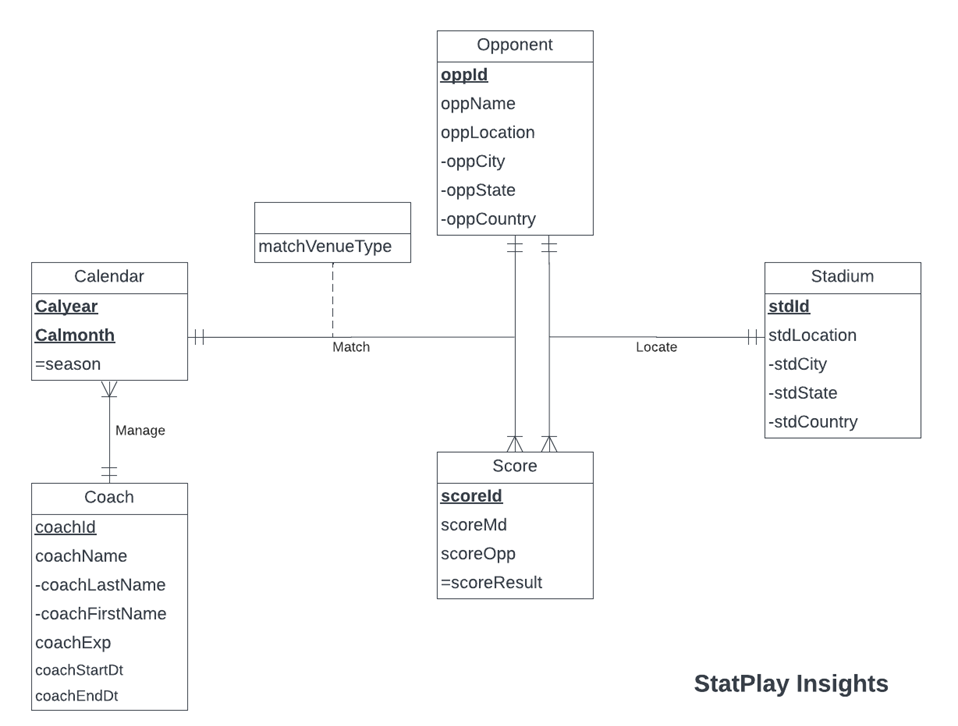 Opponent
oppId
oppName
oppLocation
-oppCity
-oppState
-oppCountry
matchVenueType
Calendar
Calyear
Calmonth
=season
Match
Locate
Stadium
stdId
stdLocation
-stdCity
-stdState
-stdCountry
Manage
Coach
coachId
coachName
-coachLastName
-coachFirstName
coachExp
coachStartDt
coachEndDt
Score
scoreId
scoreMd
scoreOpp
=scoreResult
StatPlay Insights